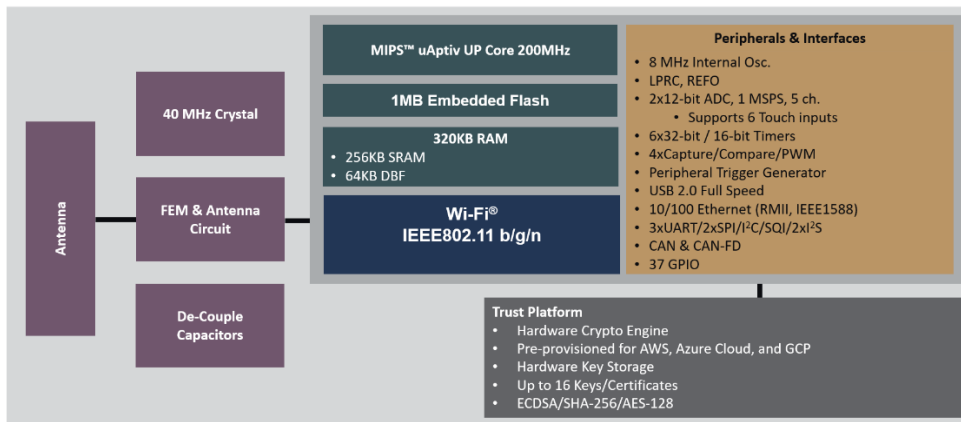 Antenna
40 MHz Crystal
FEM & Antenna
Circuit
De-Couple
Capacitors
MIPS™ uAptiv UP Core 200MHz
1MB Embedded Flash
320KB RAM
• 256KB SRAM
• 64KB DBF
Wi-Fi®
IEEE802.11 b/g/n
Peripherals & Interfaces
• 8 MHz Internal Osc.
• LPRC, REFO
• 2x12-bit ADC, 1 MSPS, 5 ch.
• Supports 6 Touch inputs
• 6x32-bit / 16-bit Timers
• 4xCapture/Compare/PWM
• Peripheral Trigger Generator
• USB 2.0 Full Speed
• 10/100 Ethernet (RMII, IEEE1588)
• 3xUART/2xSPI/I²C/SQI/2xI²S
• CAN & CAN-FD
• 37 GPIO
Trust Platform
• Hardware Crypto Engine
• Pre-provisioned for AWS, Azure Cloud, and GCP
• Hardware Key Storage
• Up to 16 Keys/Certificates
• ECDSA/SHA-256/AES-128